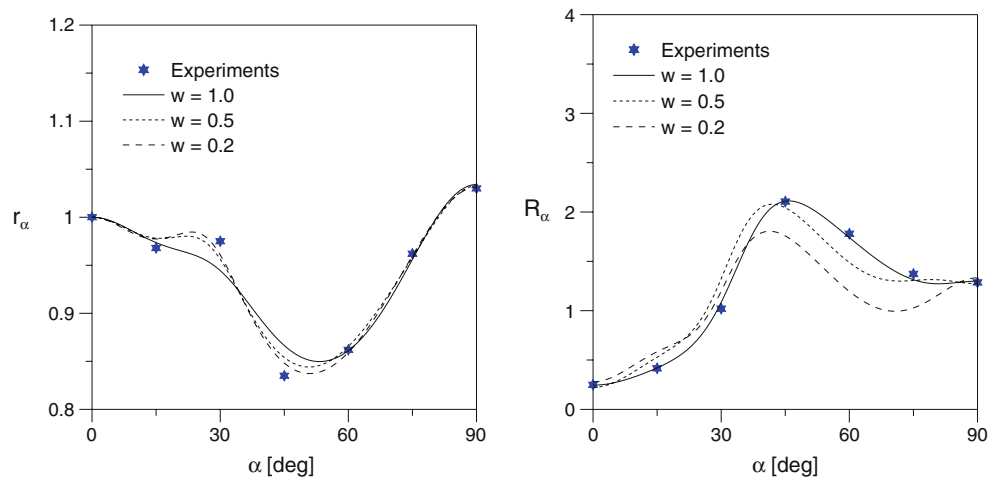 1.2
1.1
1
0.9
0.8
rα
Experiments
w = 1.0
w = 0.5
w = 0.2
0
30
60
90
α [deg]
4
3
2
1
0
Rα
Experiments
w = 1.0
w = 0.5
w = 0.2
0
30
60
90
α [deg]